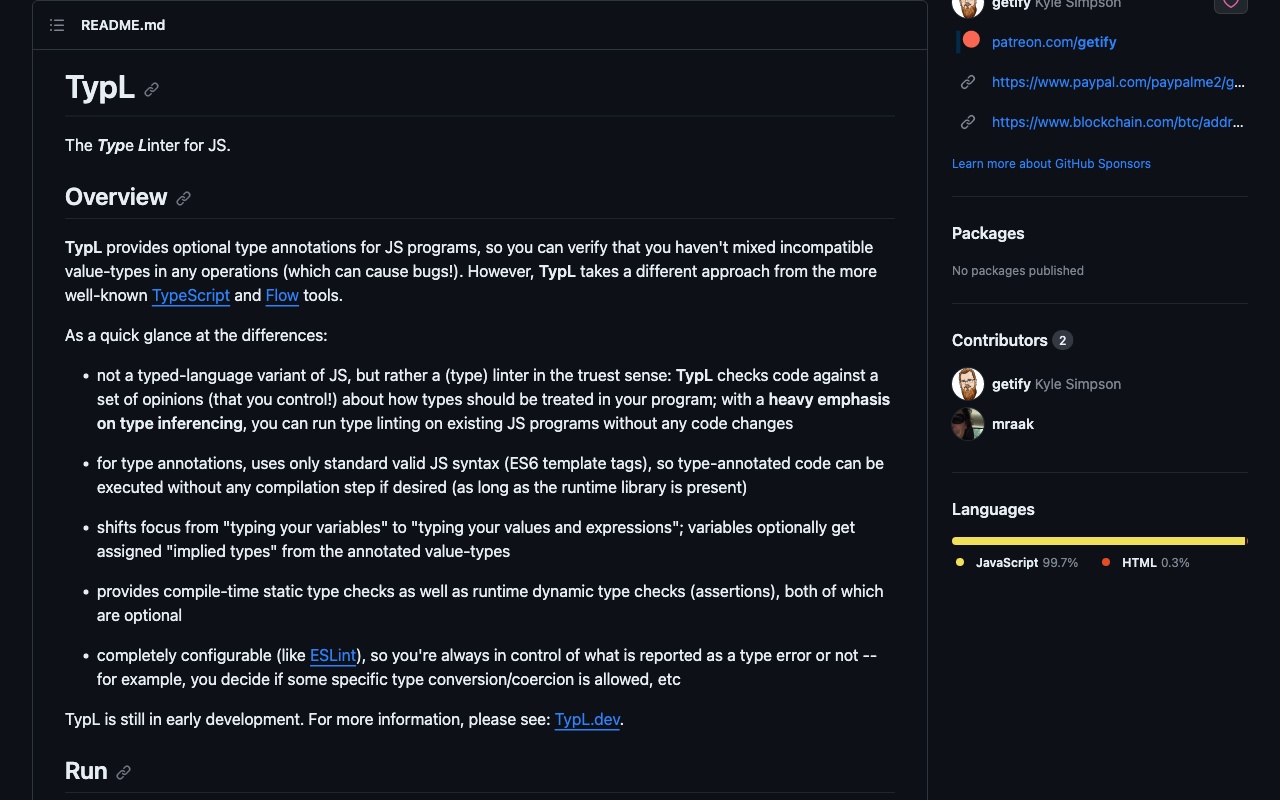 README.md
TypL
The Type Linter for JS.
Overview
TypL provides optional type annotations for JS programs, so you can verify that you haven't mixed incompatible
value-types in any operations (which can cause bugs!). However, TypL takes a different approach from the more
well-known TypeScript and Flow tools.
As a quick glance at the differences:
• not a typed-language variant of JS, but rather a (type) linter in the truest sense: TypL checks code against a
set of opinions (that you control!) about how types should be treated in your program; with a heavy emphasis
on type inferencing, you can run type linting on existing JS programs without any code changes
• for type annotations, uses only standard valid JS syntax (ES6 template tags), so type-annotated code can be
executed without any compilation step if desired (as long as the runtime library is present)
• shifts focus from "typing your variables" to "typing your values and expressions"; variables optionally get
assigned "implied types" from the annotated value-types
• provides compile-time static type checks as well as runtime dynamic type checks (assertions), both of which
are optional
• completely configurable (like ESLint), so you're always in control of what is reported as a type error or not --
for example, you decide if some specific type conversion/coercion is allowed, etc
TypL is still in early development. For more information, please see: TypL.dev.
Run
getify Kyle Simpson
patreon.com/getify
https://www.paypal.com/paypalme2/g...
https://www.blockchain.com/btc/addr...
Learn more about GitHub Sponsors
Packages
No packages published
Contributors 2
getify Kyle Simpson
mraak
Languages
JavaScript 99.7% HTML 0.3%